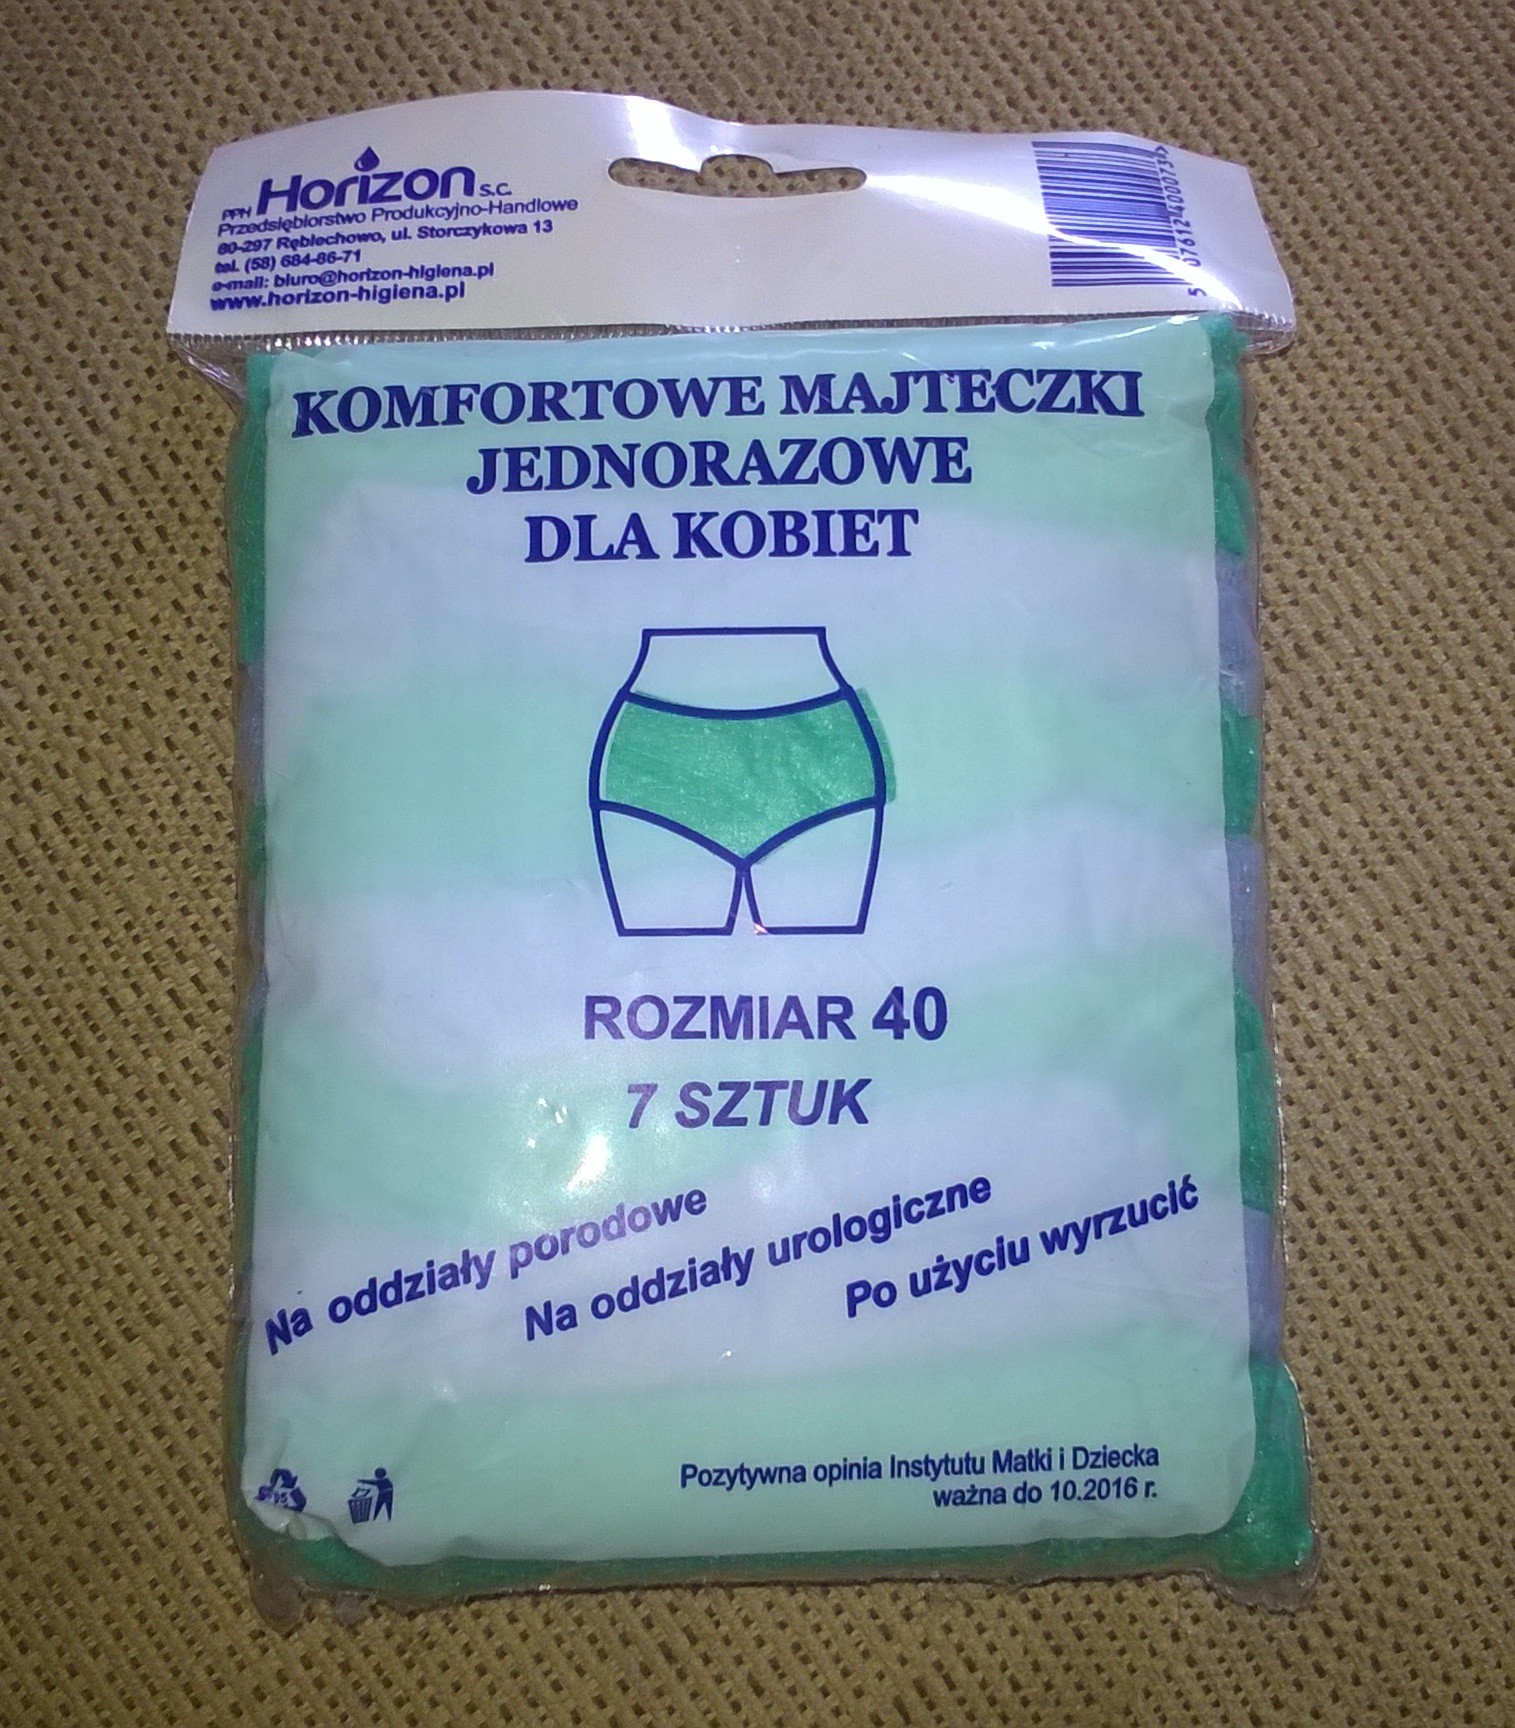 PPH Horizon s.c.
Przedsiębiorstwo Produkcyjno-Handlowe
80-297 Rębiechowo, ul. Storczykowa 13
tel. (58) 684-86-71
e-mail: biuro@horizon-higiena.pl
www.horizon-higiena.pl
KOMFORTOWE MAJTECZKI
JEDNORAZOWE
DLA KOBIET
ROZMIAR 40
7 SZTUK
Na oddziały porodowe
Na oddziały urologiczne
Po użyciu wyrzucić
Pozytywna opinia Instytutu Matki i Dziecka
ważna do 10.2016 r.